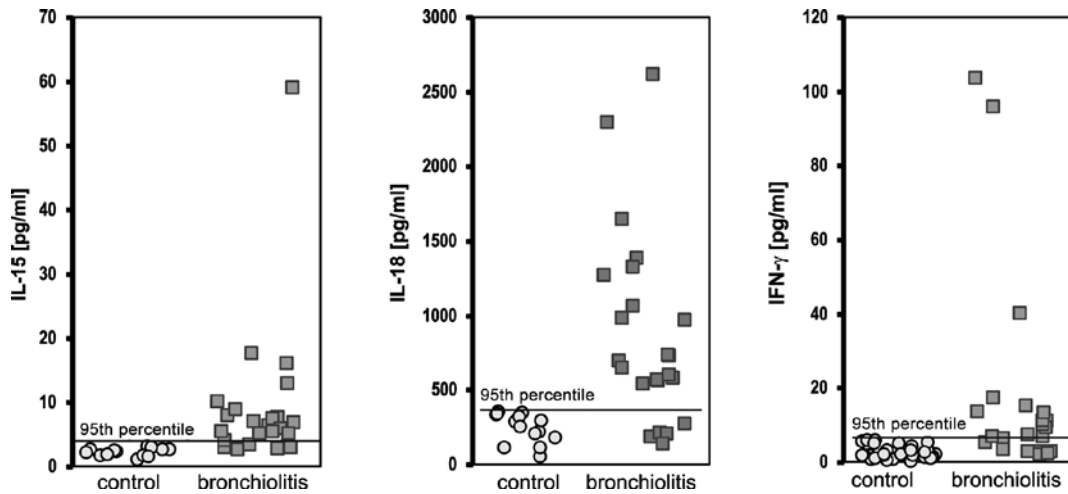 IL-15 [pg/ml]
70
60
50
40
30
20
10
0
95th percentile
control bronchiolitis
IL-18 [pg/ml]
3000
2500
2000
1500
1000
500
0
95th percentile
control bronchiolitis
IFN-γ [pg/ml]
120
100
80
60
40
20
0
95th percentile
control bronchiolitis